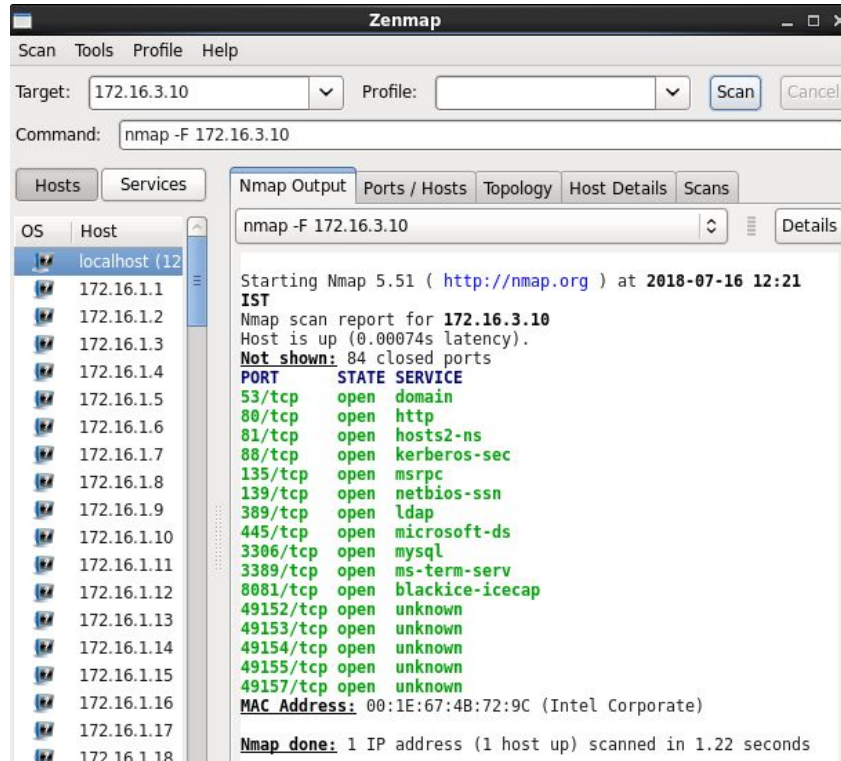 Zenmap
Scan Tools Profile Help
Target: 172.16.3.10 Profile: Scan Cancel
Command: nmap -F 172.16.3.10
Hosts Services
Nmap Output Ports / Hosts Topology Host Details Scans
OS Host
nmap -F 172.16.3.10 Details
localhost (12
172.16.1.1
172.16.1.2
172.16.1.3
172.16.1.4
172.16.1.5
172.16.1.6
172.16.1.7
172.16.1.8
172.16.1.9
172.16.1.10
172.16.1.11
172.16.1.12
172.16.1.13
172.16.1.14
172.16.1.15
172.16.1.16
172.16.1.17
172.16.1.18
Starting Nmap 5.51 ( http://nmap.org ) at 2018-07-16 12:21
IST
Nmap scan report for 172.16.3.10
Host is up (0.00074s latency).
Not shown: 84 closed ports
PORT STATE SERVICE
53/tcp open domain
80/tcp open http
81/tcp open hosts2-ns
88/tcp open kerberos-sec
135/tcp open msrpc
139/tcp open netbios-ssn
389/tcp open ldap
445/tcp open microsoft-ds
3306/tcp open mysql
3389/tcp open ms-term-serv
8081/tcp open blackice-icecap
49152/tcp open unknown
49153/tcp open unknown
49154/tcp open unknown
49155/tcp open unknown
49157/tcp open unknown
MAC Address: 00:1E:67:4B:72:9C (Intel Corporate)
Nmap done: 1 IP address (1 host up) scanned in 1.22 seconds